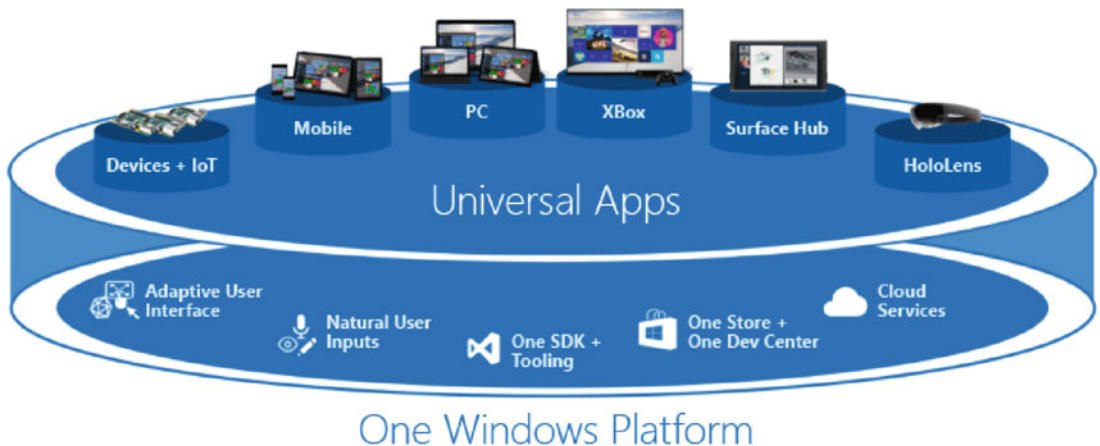 Devices + IoT
Mobile
PC
XBox
Surface Hub
HoloLens
Universal Apps
Adaptive User
Interface
Natural User
Inputs
One SDK +
Tooling
One Store +
One Dev Center
Cloud
Services
One Windows Platform